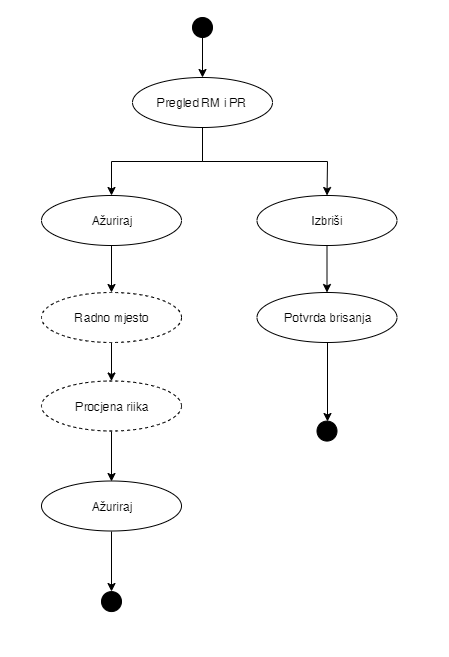 Pregled RM i PR
Ažuriraj
Izbriši
Radno mjesto
Potvrda brisanja
Procjena riika
Ažuriraj